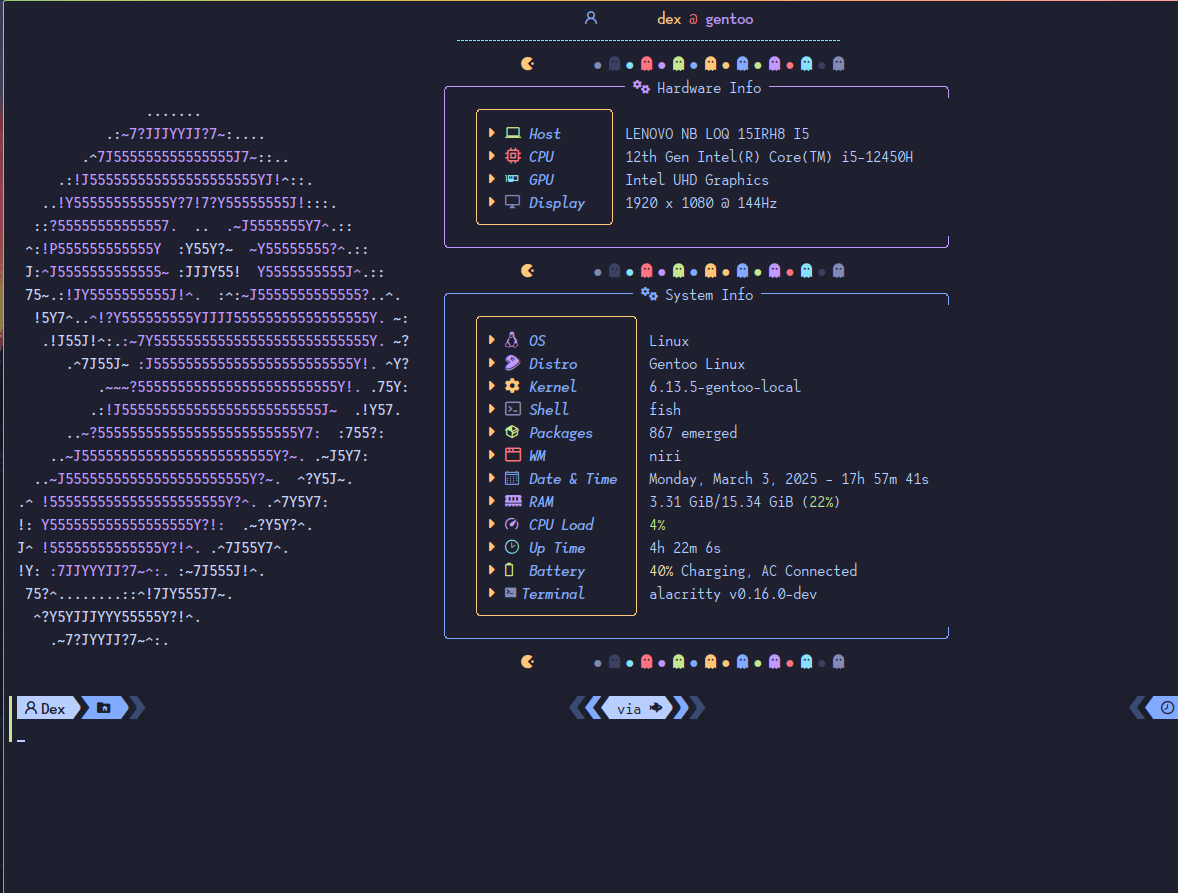 dex @ gentoo
Hardware Info
Host LENOVO NB LOQ 15IRH8 I5
CPU 12th Gen Intel(R) Core(TM) i5-12450H
GPU Intel UHD Graphics
Display 1920 x 1080 @ 144Hz
System Info
OS Linux
Distro Gentoo Linux
Kernel 6.13.5-gentoo-local
Shell fish
Packages 867 emerged
WM niri
Date & Time Monday, March 3, 2025 - 17h 57m 41s
RAM 3.31 GiB/15.34 GiB (22%)
CPU Load 4%
Up Time 4h 22m 6s
Battery 40% Charging, AC Connected
Terminal alacritty v0.16.0-dev
Dex via